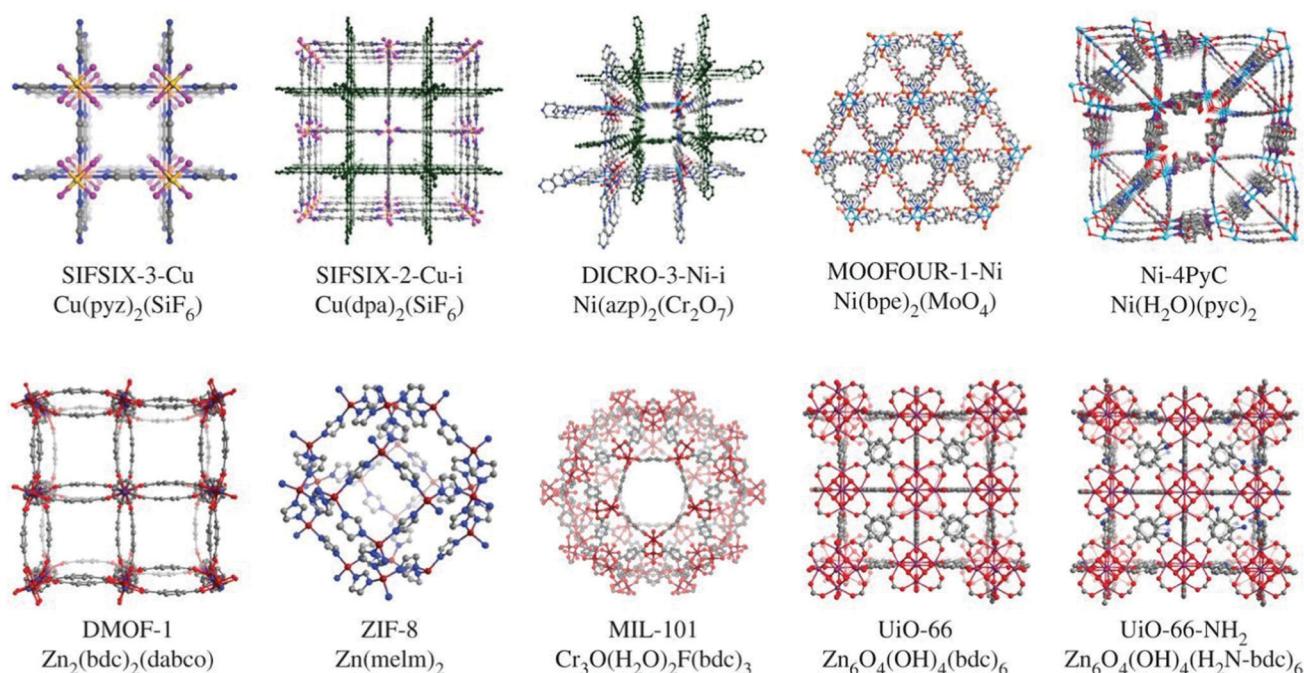 SIFSIX-3-Cu
Cu(pyz)₂(SiF₆)
SIFSIX-2-Cu-i
Cu(dpa)₂(SiF₆)
DICRO-3-Ni-i
Ni(azp)₂(Cr₂O₇)
MOOFOUR-1-Ni
Ni(bpe)₂(MoO₄)
Ni-4PyC
Ni(H₂O)(pyc)₂
DMOF-1
Zn₂(bdc)₂(dabco)
ZIF-8
Zn(melm)₂
MIL-101
Cr₃O(H₂O)₂F(bdc)₃
UiO-66
Zn₆O₄(OH)₄(bdc)₆
UiO-66-NH₂
Zn₆O₄(OH)₄(H₂N-bdc)₆